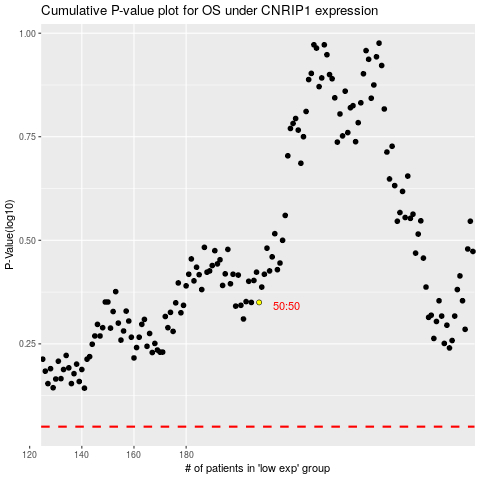 Cumulative P-value plot for OS under CNRIP1 expression
P-Value(log10)
1.00
0.75
0.50
0.25
50:50
120 140 160 180
# of patients in 'low exp' group